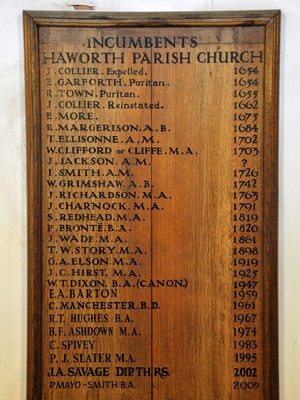 INCUMBENTS
HAWORTH PARISH CHURCH
J. COLLIER. Expelled. 1654
E. GARFORTH. Puritan. 1654
R. TOWN. Puritan. 1655
J. COLLIER. Reinstated. 1662
E. MORE. 1675
R. MARGERISON. A.B. 1684
T. ELLISONNE. A.M. 1702
W. CLIFFORD or CLIFFE. M.A. 1703
J. JACKSON. A.M. ?
I. SMITH. A.M. 1726
W. GRIMSHAW. A.B. 1742
J. RICHARDSON. M.A. 1763
J. CHARNOCK. M.A. 1791
S. REDHEAD. M.A. 1819
P. BRONTË. B.A. 1820
J. WADE. M.A. 1861
T. W. STORY. M.A. 1898
G. A. ELSON. M.A. 1919
J. C. HIRST. M.A. 1925
W. T. DIXON. B.A. (CANON.) 1947
E.A. BARTON 1959
C. MANCHESTER. B.D. 1961
R.T. HUGHES B.A. 1967
B.F. ASHDOWN M.A. 1974
C. SPIVEY 1983
P. J. SLATER M.A. 1995
J.A. SAVAGE DIP.TH.RS. 2002
P. MAYO-SMITH B.A. 2009